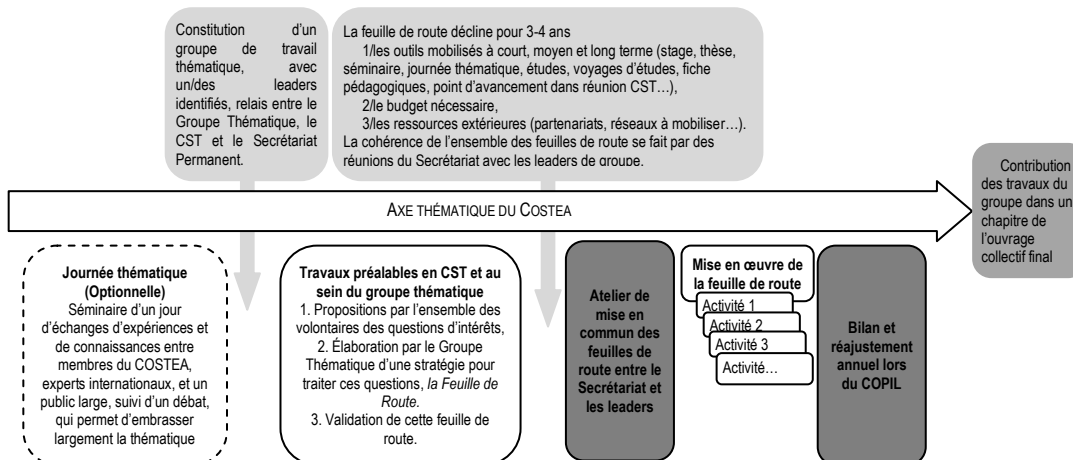 Constitution d’un
groupe de travail
thématique, avec
un/des leaders
identifiés, relais entre le
Groupe Thématique, le
CST et le Secrétariat
Permanent.
La feuille de route décline pour 3-4 ans
1/les outils mobilisés à court, moyen et long terme (stage, thèse,
séminaire, journée thématique, études, voyages d’études, fiche
pédagogiques, point d’avancement dans réunion CST…),
2/le budget nécessaire,
3/les ressources extérieures (partenariats, réseaux à mobiliser…).
La cohérence de l’ensemble des feuilles de route se fait par des
réunions du Secrétariat avec les leaders de groupe.
AXE THÉMATIQUE DU COSTEA
Contribution
des travaux du
groupe dans un
chapitre de
l’ouvrage
collectif final
Journée thématique
(Optionnelle)
Séminaire d’un jour
d’échanges d’expériences et
de connaissances entre
membres du COSTEA,
experts internationaux, et un
public large, suivi d’un débat,
qui permet d’embrasser
largement la thématique
Travaux préalables en CST et au
sein du groupe thématique
1. Propositions par l’ensemble des
volontaires des questions d’intérêts,
2. Élaboration par le Groupe
Thématique d’une stratégie pour
traiter ces questions, la Feuille de
Route.
3. Validation de cette feuille de
route.
Atelier de
mise en
commun des
feuilles de
route entre le
Secrétariat et
les leaders
Mise en œuvre de
la feuille de route
Activité 1
Activité 2
Activité 3
Activité…
Bilan et
réajustement
annuel lors
du COPIL